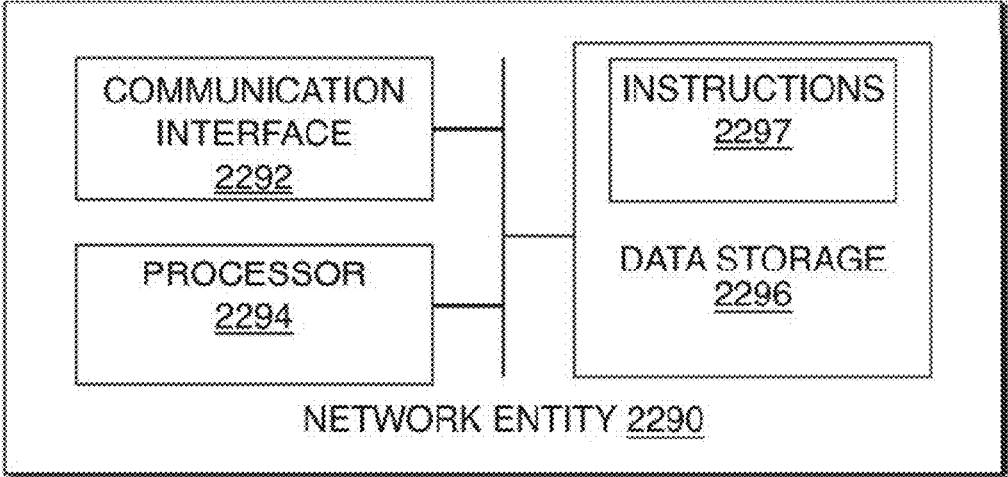 COMMUNICATION
INTERFACE
2292
PROCESSOR
2294
INSTRUCTIONS
2297
DATA STORAGE
2296
NETWORK ENTITY 2290